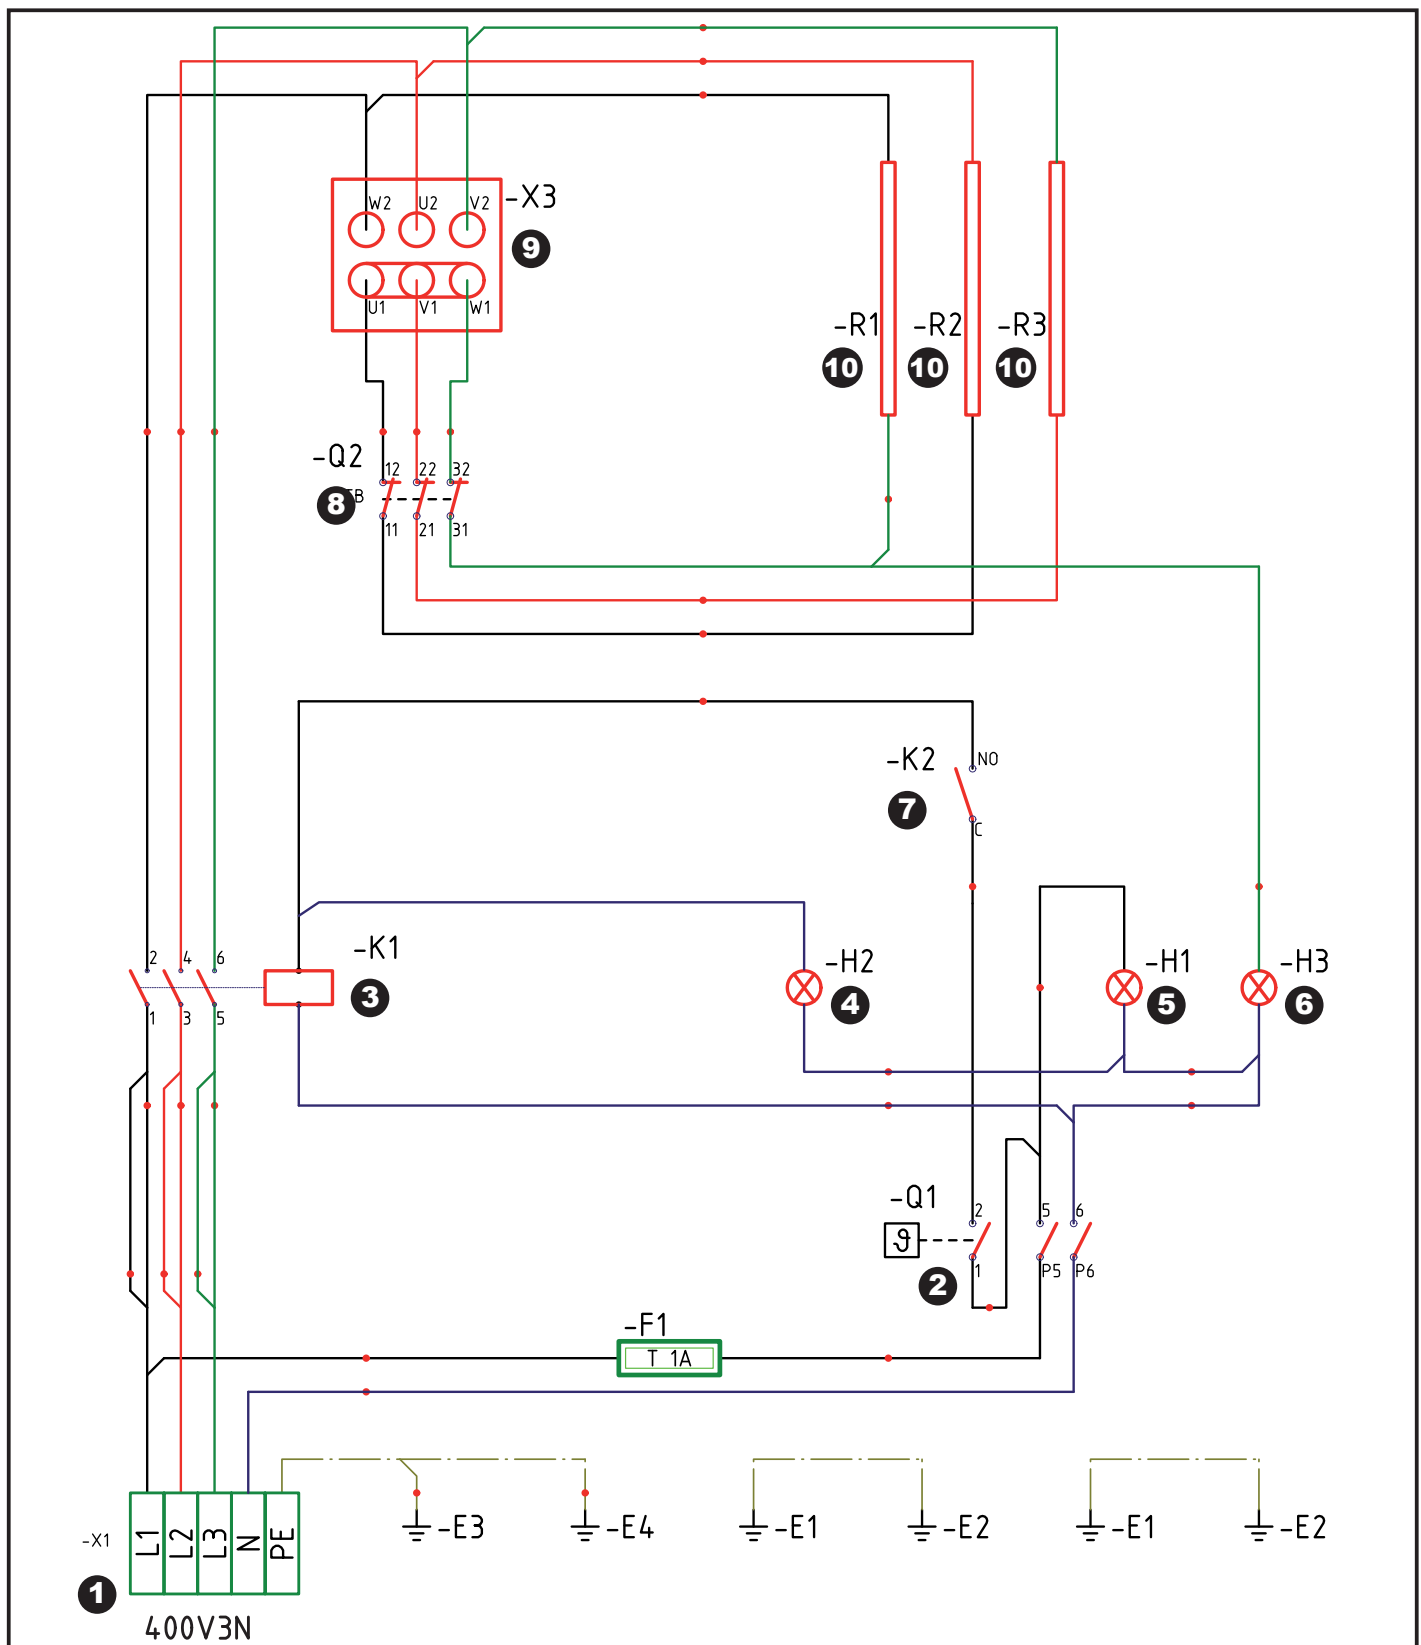 W2 U2 V2 -X3
9
U1 V1 W1
-R1 -R2 -R3
10 10 10
-Q2 12 22 32
8 B
11 21 31
-K2 NO
7
C
2 4 6 -K1 -H2 -H1 -H3
3 4 5 6
1 3 5
-Q1 2 5 6
ϑ
2 1 P5 P6
-F1
T 1A
-X1 L1 L2 L3 N PE -E3 -E4 -E1 -E2 -E1 -E2
1
400V3N